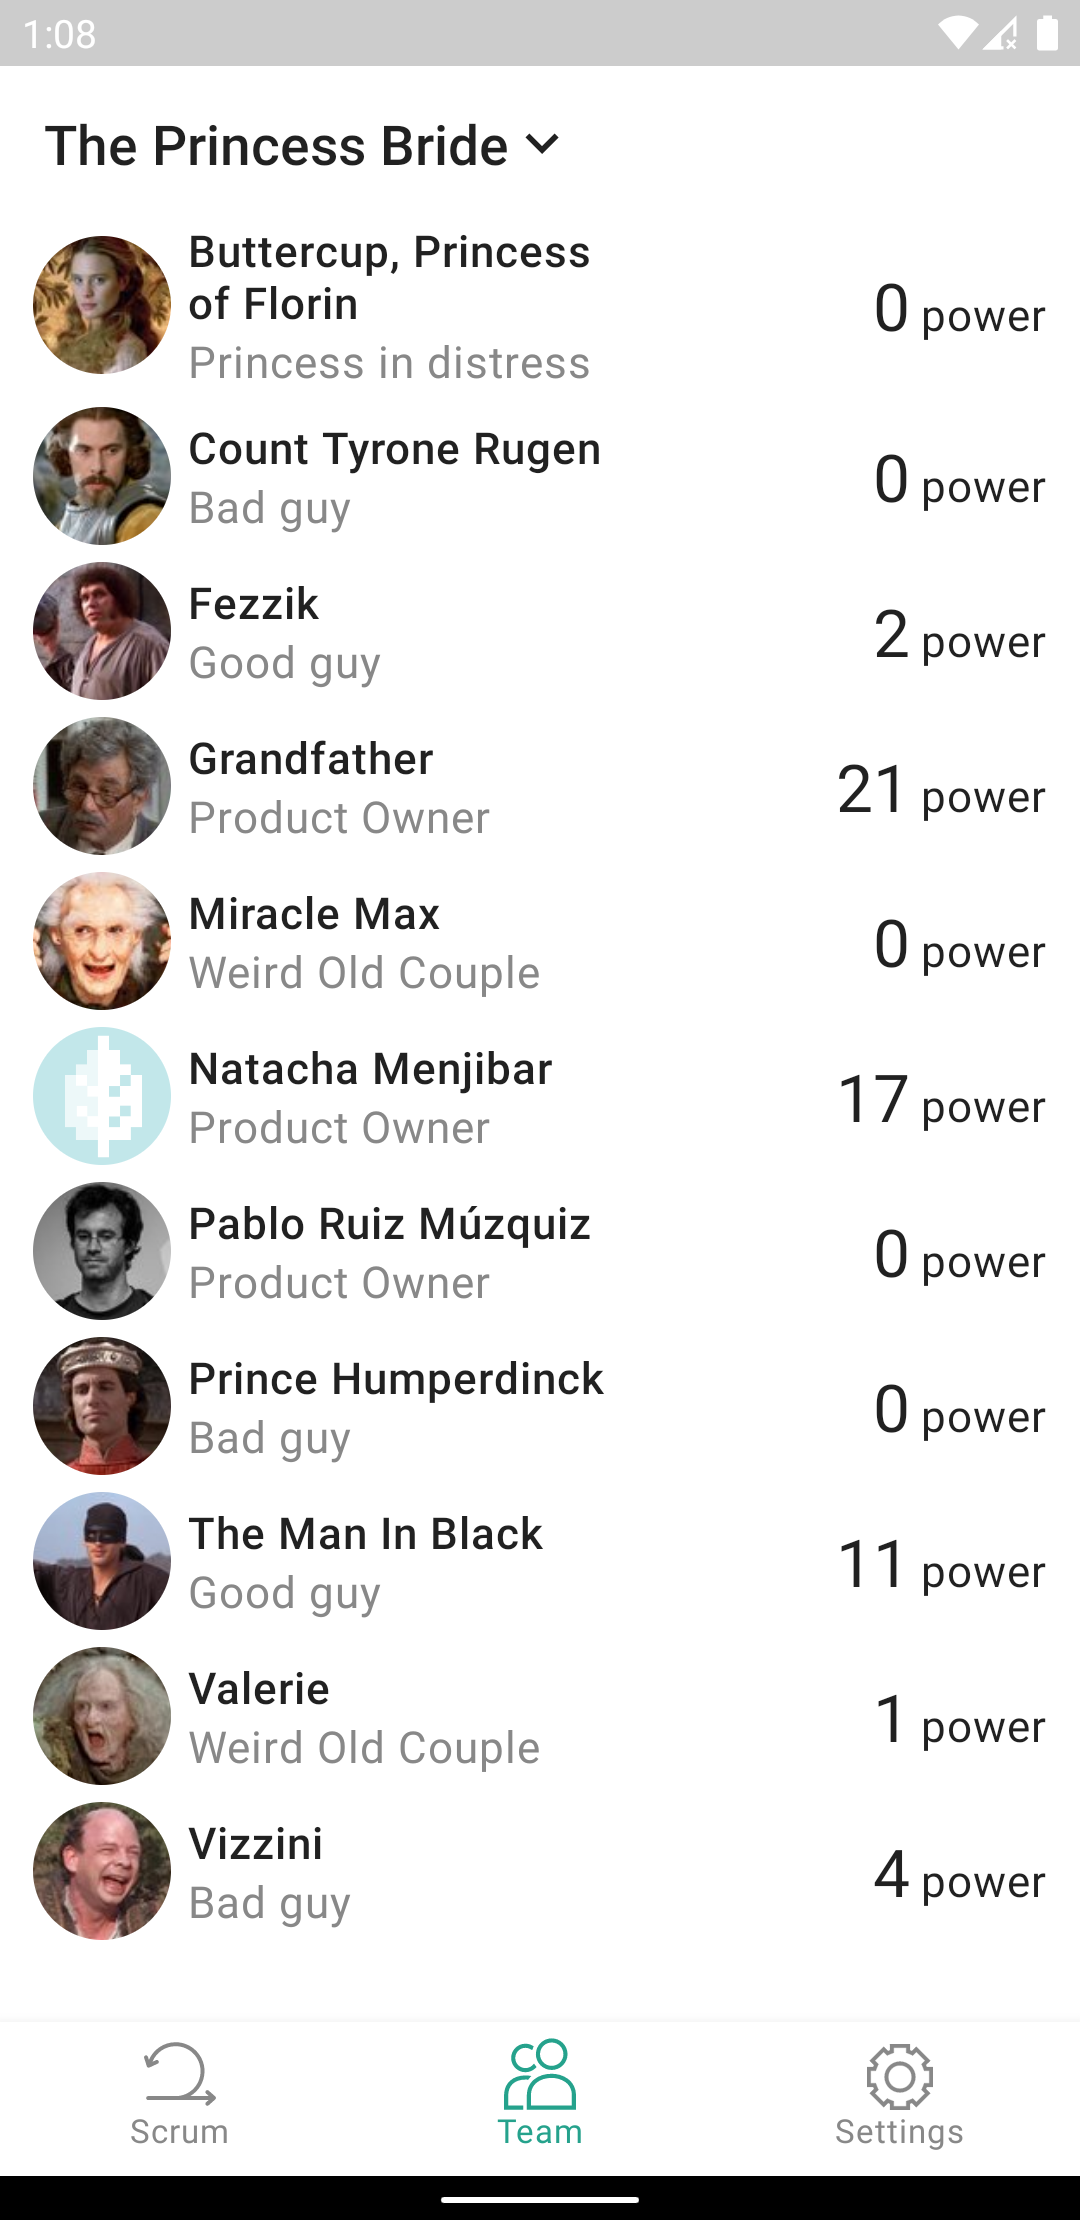 1:08
The Princess Bride
Buttercup, Princess
of Florin
Princess in distress
0 power
Count Tyrone Rugen
Bad guy
0 power
Fezzik
Good guy
2 power
Grandfather
Product Owner
21 power
Miracle Max
Weird Old Couple
0 power
Natacha Menjibar
Product Owner
17 power
Pablo Ruiz Múzquiz
Product Owner
0 power
Prince Humperdinck
Bad guy
0 power
The Man In Black
Good guy
11 power
Valerie
Weird Old Couple
1 power
Vizzini
Bad guy
4 power
Scrum
Team
Settings